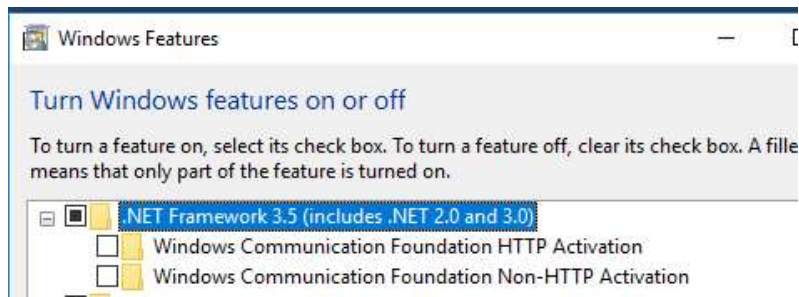 Windows Features
Turn Windows features on or off
To turn a feature on, select its check box. To turn a feature off, clear its check box. A fille
means that only part of the feature is turned on.
.NET Framework 3.5 (includes .NET 2.0 and 3.0)
Windows Communication Foundation HTTP Activation
Windows Communication Foundation Non-HTTP Activation